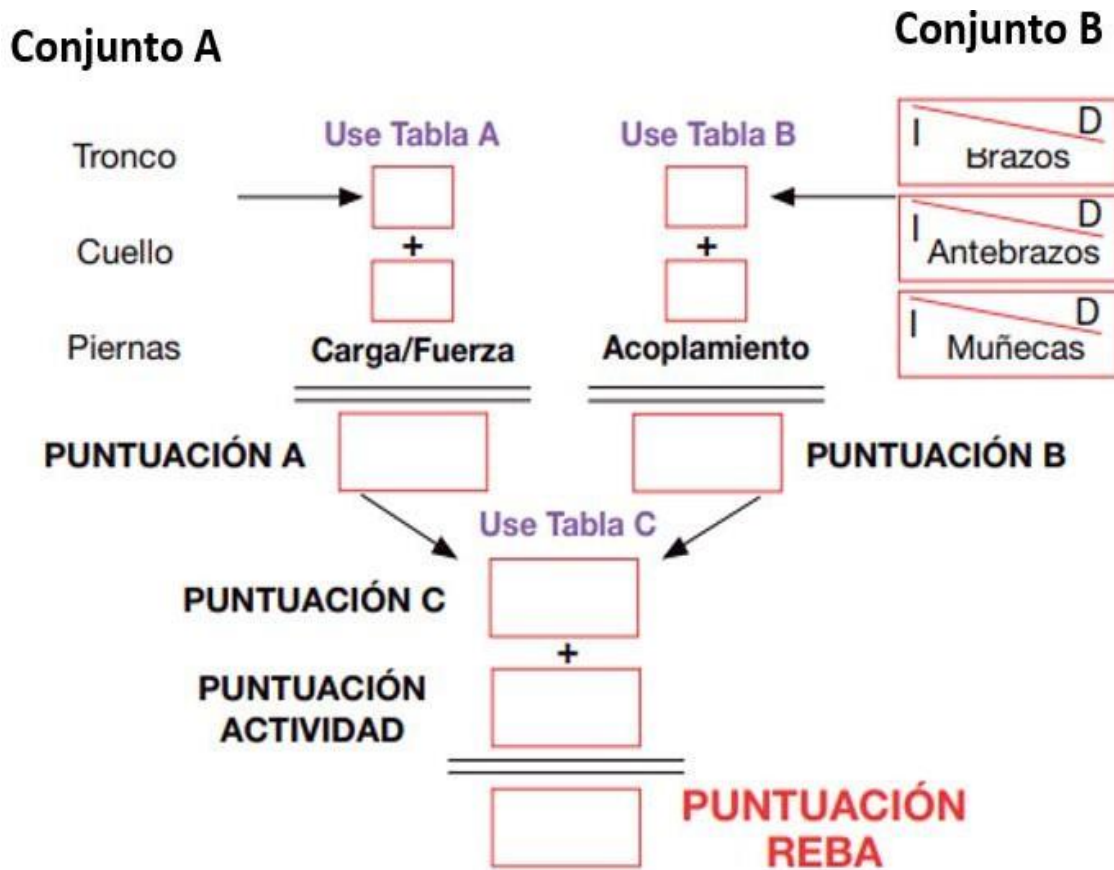 Conjunto A
Conjunto B
Use Tabla A
Use Tabla B
I D
Brazos
Tronco
+
+
I D
Antebrazos
Cuello
I D
Muñecas
Piernas
Carga/Fuerza
Acoplamiento
PUNTUACIÓN A
PUNTUACIÓN B
Use Tabla C
PUNTUACIÓN C
+
PUNTUACIÓN
ACTIVIDAD
PUNTUACIÓN
REBA